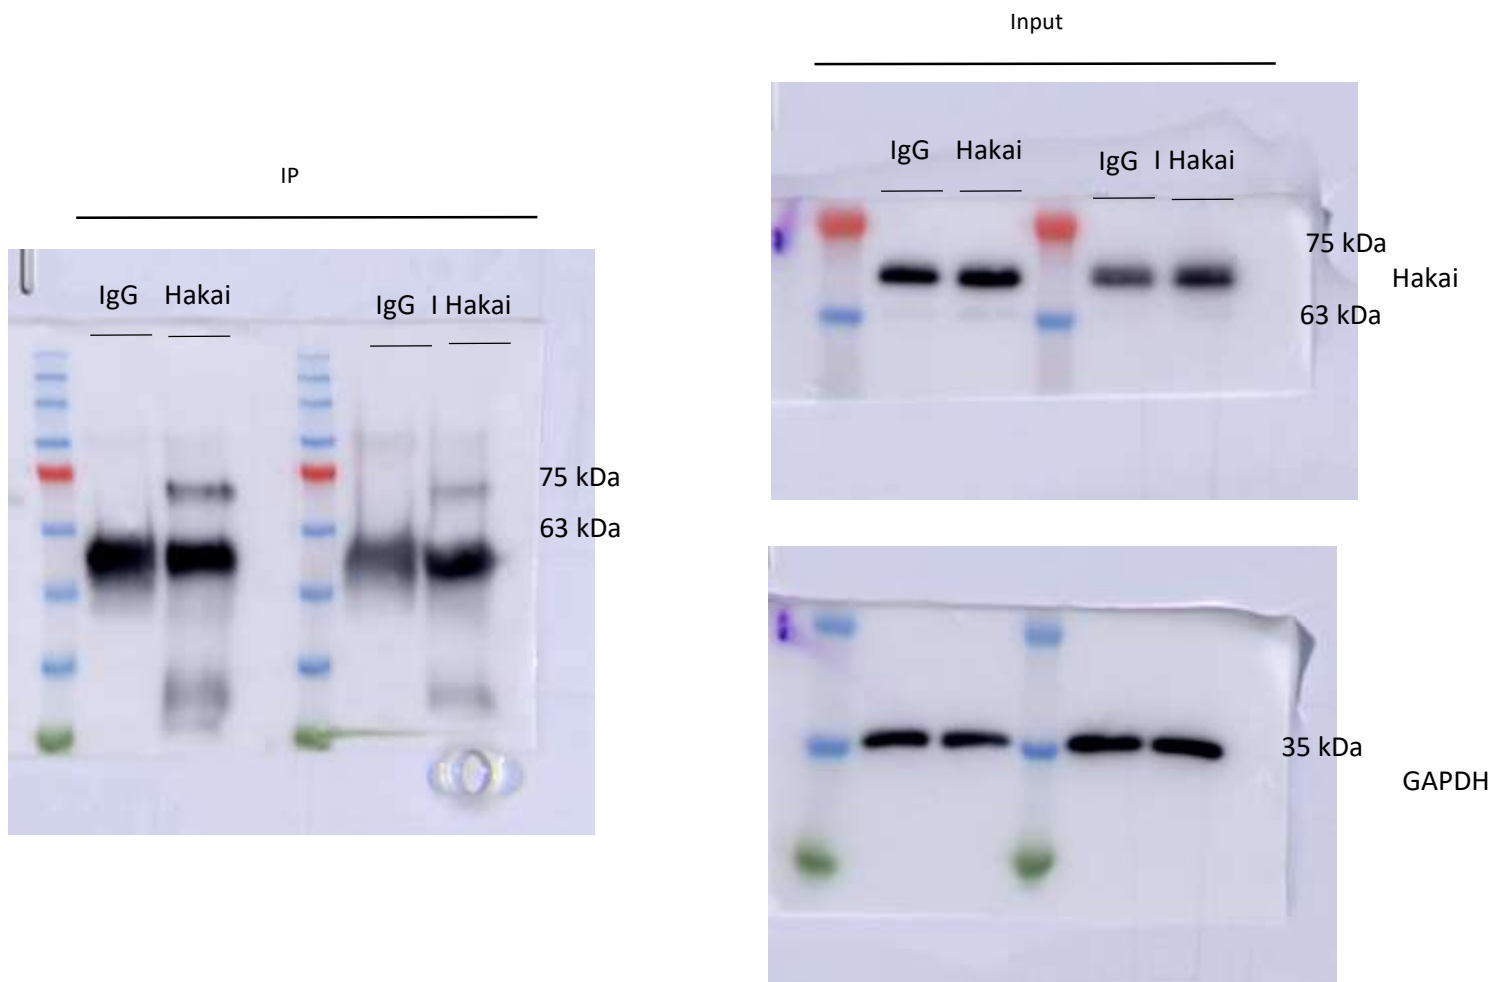 IP
IgG Hakai
IgG I Hakai
75 kDa
63 kDa
Input
IgG Hakai
IgG I Hakai
75 kDa
Hakai
63 kDa
35 kDa
GAPDH